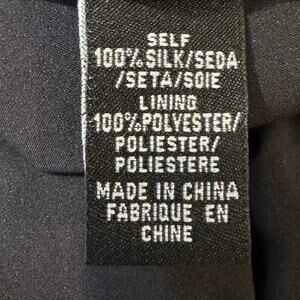 SELF
100%SILK/SEDA
/SETA/SOIE
LINING
100%POLYESTER/
POLIESTER/
POLIESTERE
MADE IN CHINA
FABRIQUE EN
CHINE